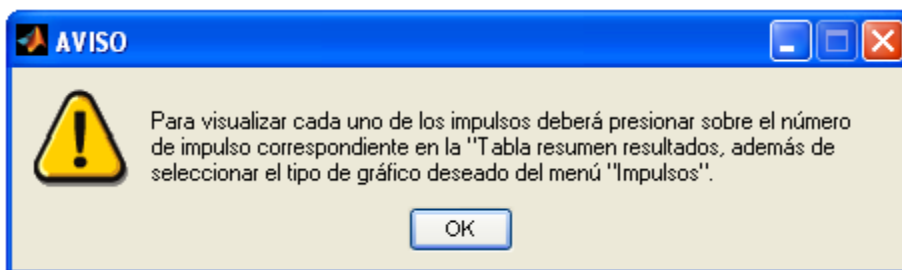 AVISO
Para visualizar cada uno de los impulsos deberá presionar sobre el número
de impulso correspondiente en la "Tabla resumen resultados, además de
seleccionar el tipo de gráfico deseado del menú "Impulsos".
OK